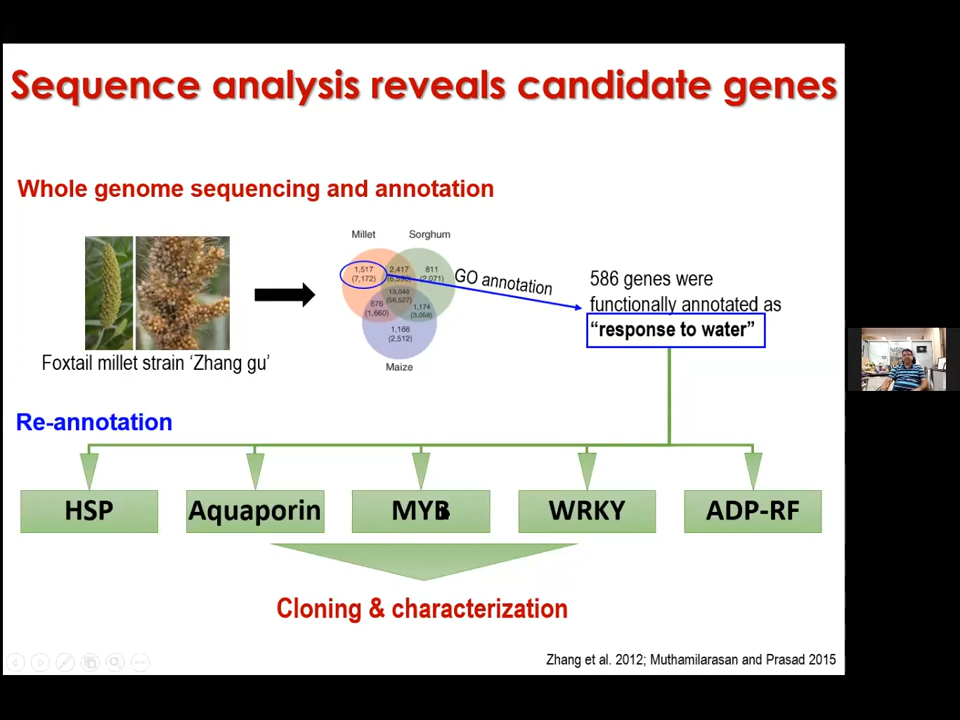 Sequence analysis reveals candidate genes
Whole genome sequencing and annotation
Millet
Sorghum
1,517
(7,172)
2,417
811
(2,071)
13,048
(56,527)
676
(1,660)
1,174
(3,058)
1,166
(2,512)
Maize
GO annotation
586 genes were
functionally annotated as
“response to water”
Foxtail millet strain ‘Zhang gu’
Re-annotation
HSP
Aquaporin
MYB
WRKY
ADP-RF
Cloning & characterization
Zhang et al. 2012; Muthamilarasan and Prasad 2015